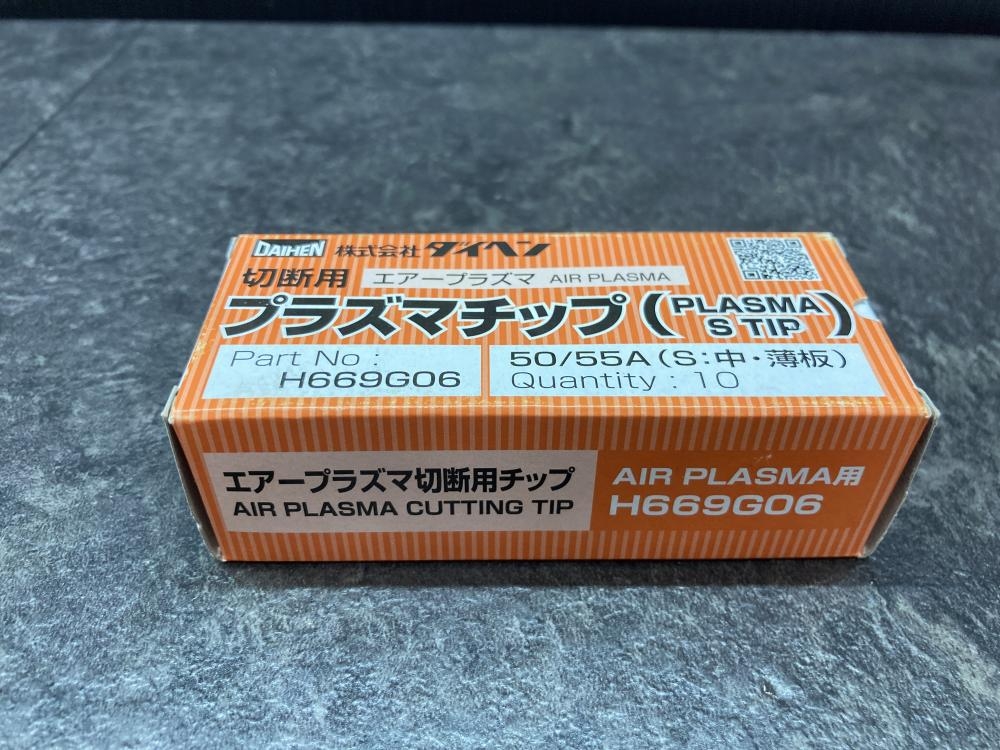 DAIHEN 株式会社 ダイヘン
切断用 エアープラズマ AIR PLASMA
プラズマチップ(PLASMA S TIP)
Part No :
H669G06
50/55A(S:中・薄板)
Quantity : 10
エアープラズマ切断用チップ
AIR PLASMA CUTTING TIP
AIR PLASMA用
H669G06